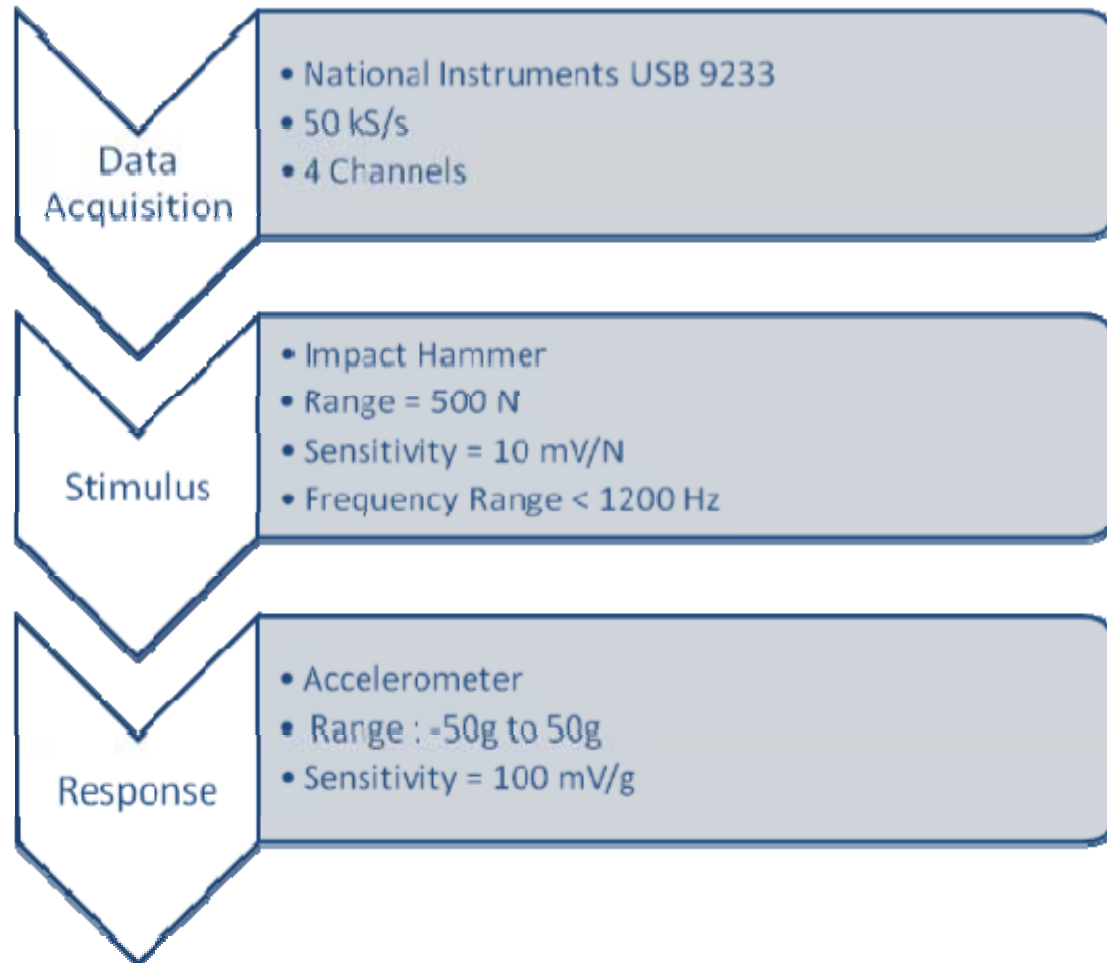 Data
Acquisition
• National Instruments USB 9233
• 50 kS/s
• 4 Channels
Stimulus
• Impact Hammer
• Range = 500 N
• Sensitivity = 10 mV/N
• Frequency Range < 1200 Hz
Response
• Accelerometer
• Range : -50g to 50g
• Sensitivity = 100 mV/g